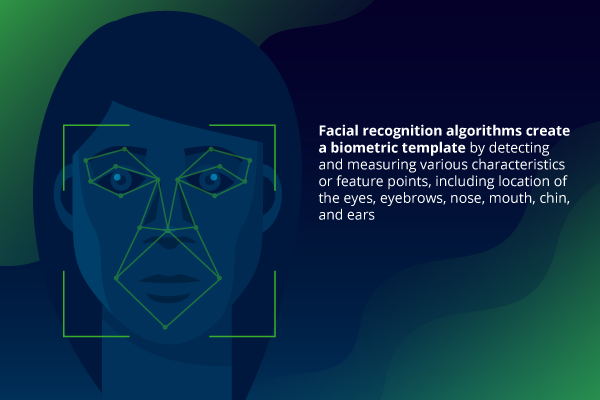 Facial recognition algorithms create
a biometric template by detecting
and measuring various characteristics
or feature points, including location of
the eyes, eyebrows, nose, mouth, chin,
and ears